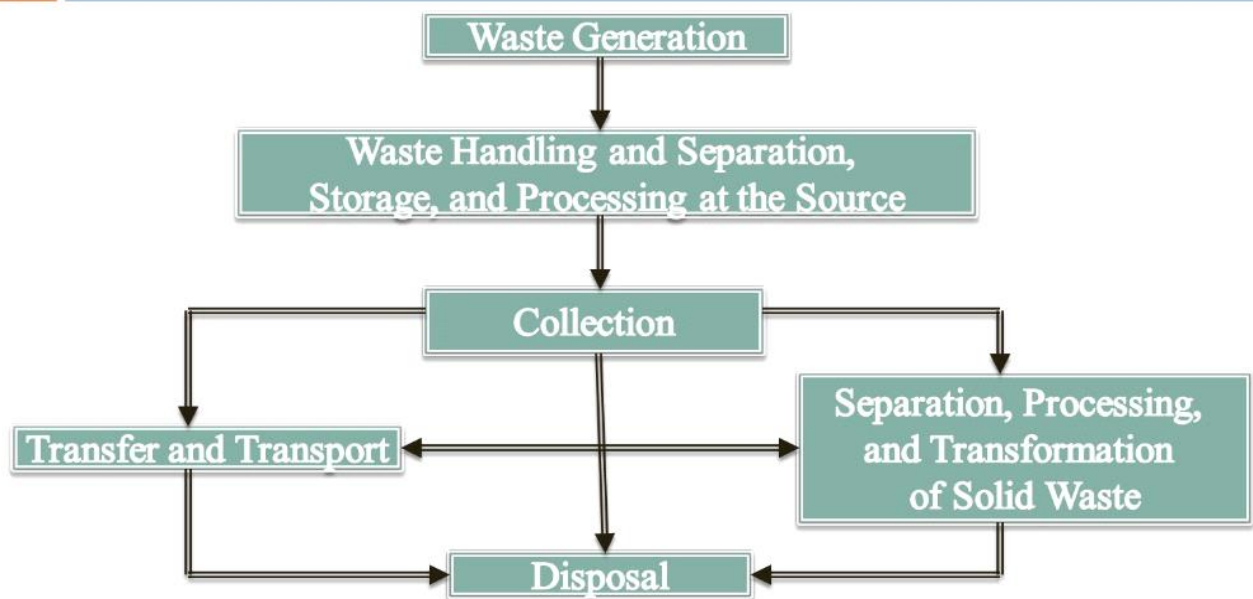 Waste Generation
Waste Handling and Separation,
Storage, and Processing at the Source
Collection
Transfer and Transport
Separation, Processing,
and Transformation
of Solid Waste
Disposal